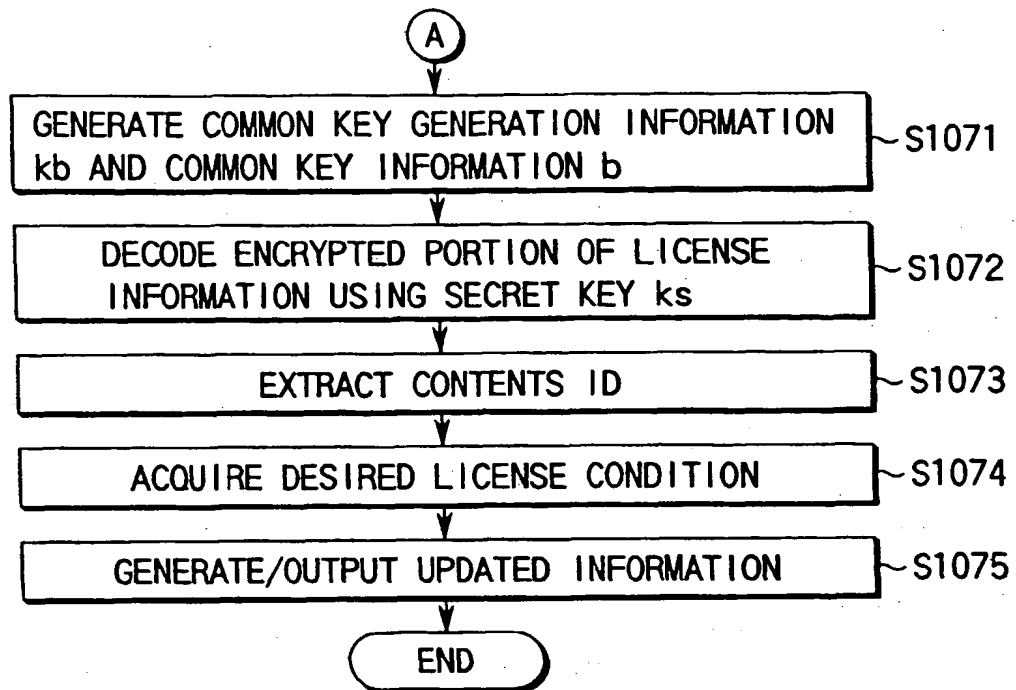 A
GENERATE COMMON KEY GENERATION INFORMATION
kb AND COMMON KEY INFORMATION b
S1071
DECODE ENCRYPTED PORTION OF LICENSE
INFORMATION USING SECRET KEY ks
S1072
EXTRACT CONTENTS ID
S1073
ACQUIRE DESIRED LICENSE CONDITION
S1074
GENERATE/OUTPUT UPDATED INFORMATION
S1075
END